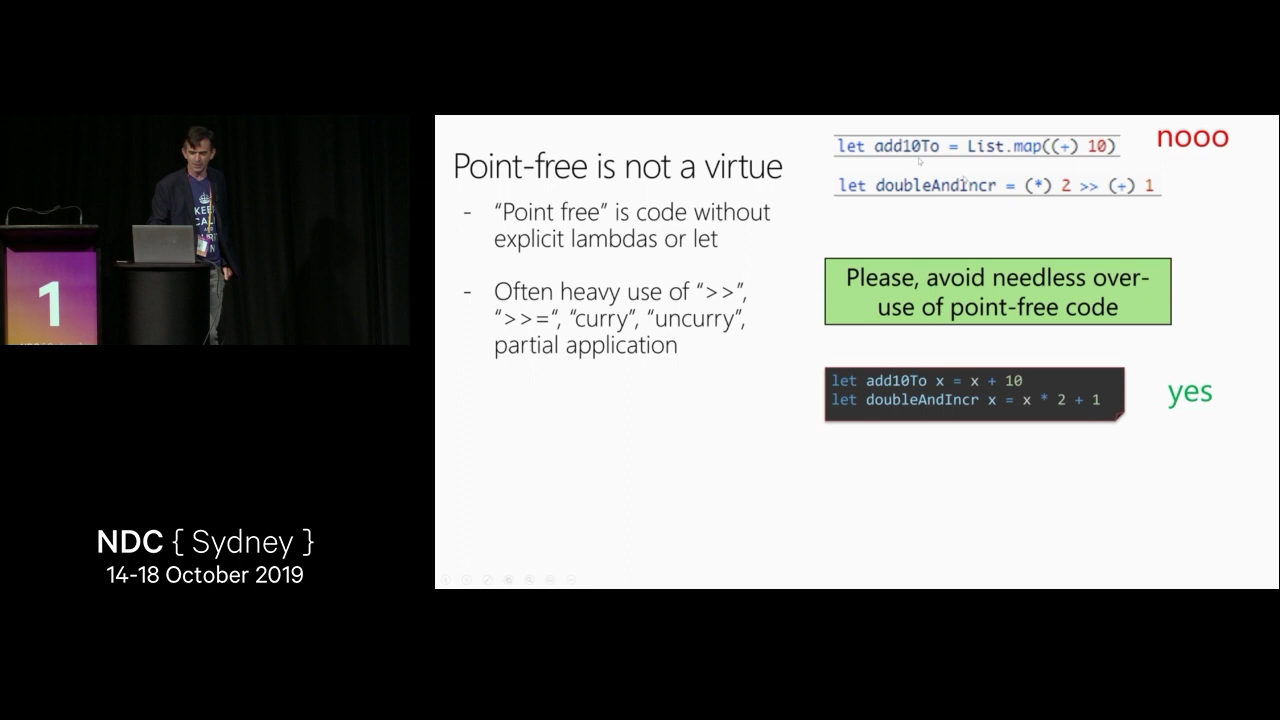 Point-free is not a virtue
- “Point free” is code without
explicit lambdas or let
- Often heavy use of “>>”,
“>>=“, “curry”, “uncurry”,
partial application
let add10To = List.map((+) 10)
nooo
let doubleAndIncr = (*) 2 >> (+) 1
Please, avoid needless over-
use of point-free code
let add10To x = x + 10
let doubleAndIncr x = x * 2 + 1
yes
KEEP
CAL
1
NDC { Sydney }
14-18 October 2019